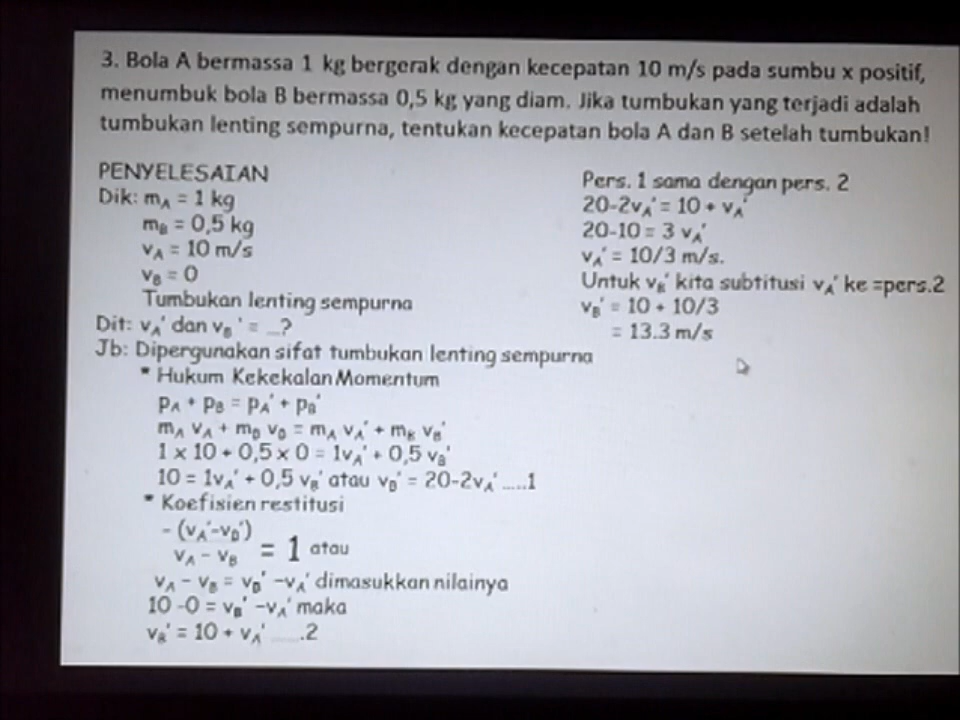 3. Bola A bermassa 1 kg bergerak dengan kecepatan 10 m/s pada sumbu x positif,
menumbuk bola B bermassa 0,5 kg yang diam. Jika tumbukan yang terjadi adalah
tumbukan lenting sempurna, tentukan kecepatan bola A dan B setelah tumbukan!
PENYELESAIAN
Dik: mA = 1 kg
mB = 0,5 kg
vA = 10 m/s
vB = 0
Tumbukan lenting sempurna
Dit: vA' dan vB ' = ...?
Jb: Dipergunakan sifat tumbukan lenting sempurna
* Hukum Kekekalan Momentum
pA + pB = pA' + pB'
mA vA + mB vB = mA vA' + mB vB'
1 x 10 + 0,5 x 0 = 1vA' + 0,5 vB'
10 = 1vA' + 0,5 vB' atau vB' = 20-2vA' .....1
* Koefisien restitusi
- (vA'-vB')
vA - vB = 1 atau
vA - vB = vB' -vA' dimasukkan nilainya
10 -0 = vB' -vA' maka
vB' = 10 + vA' ......2
Pers. 1 sama dengan pers. 2
20-2vA' = 10 + vA'
20-10 = 3 vA'
vA' = 10/3 m/s.
Untuk vB' kita subtitusi vA' ke =pers.2
vB' = 10 + 10/3
= 13.3 m/s